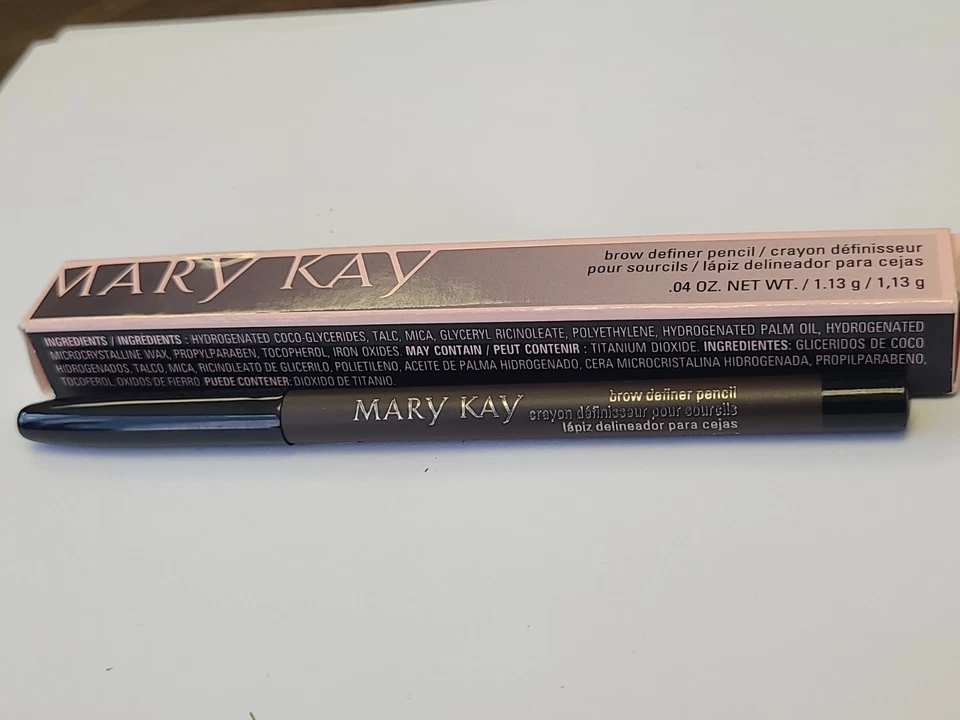 MARY KAY
brow definer pencil / crayon définisseur
pour sourcils / lápiz delineador para cejas
.04 OZ. NET WT. / 1.13 g / 1,13 g
INGREDIENTS / INGRÉDIENTS : HYDROGENATED COCO-GLYCERIDES, TALC, MICA, GLYCERYL RICINOLEATE, POLYETHYLENE, HYDROGENATED PALM OIL, HYDROGENATED
MICROCRYSTALLINE WAX, PROPYLPARABEN, TOCOPHEROL, IRON OXIDES. MAY CONTAIN / PEUT CONTENIR : TITANIUM DIOXIDE. INGREDIENTES: GLICERIDOS DE COCO
HIDROGENADOS, TALCO, MICA, RICINOLEATO DE GLICERILO, POLIETILENO, ACEITE DE PALMA HIDROGENADO, CERA MICROCRISTALINA HIDROGENADA, PROPILPARABENO,
TOCOFEROL, OXIDOS DE FIERRO PUEDE CONTENER: DIOXIDO DE TITANIO.
MARY KAY
brow definer pencil
crayon définisseur pour sourcils
lápiz delineador para cejas